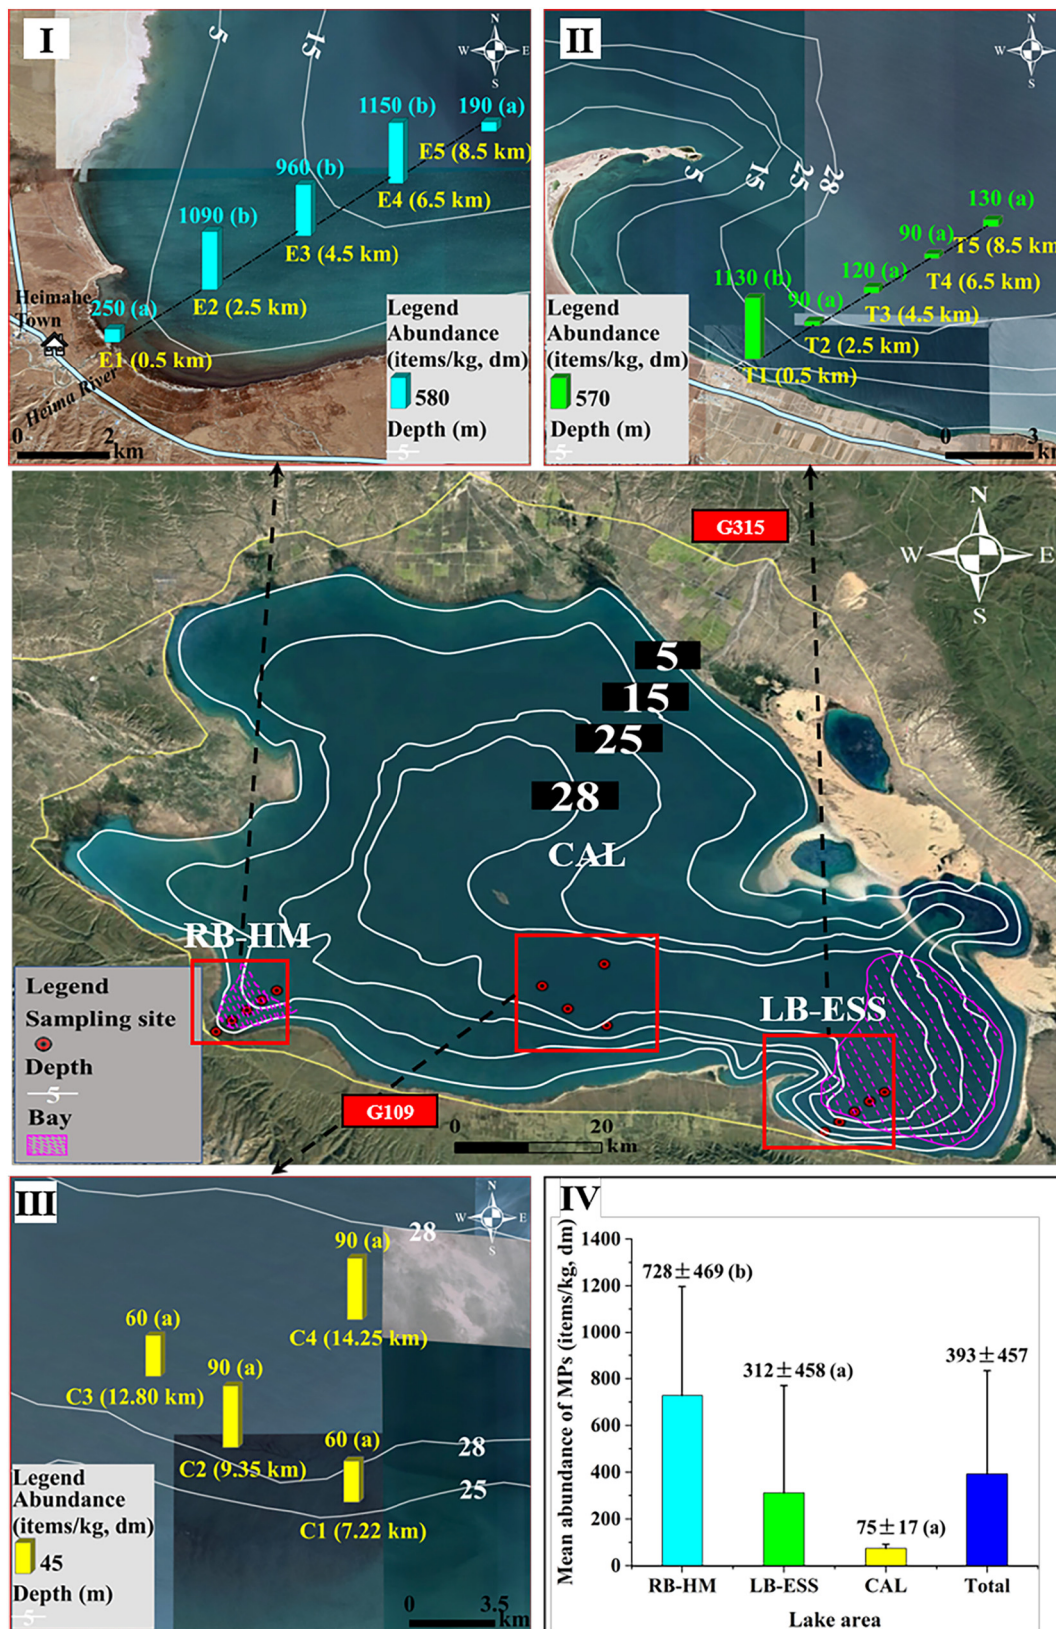 I
5
15
N
W E
S
1150 (b)
190 (a)
E5 (8.5 km)
960 (b)
E4 (6.5 km)
1090 (b)
E3 (4.5 km)
E2 (2.5 km)
Heimahe
Town
250 (a)
E1 (0.5 km)
Heima River
0 2
km
Legend
Abundance
(items/kg, dm)
580
Depth (m)
5
II
N
W E
S
5
15
25
28
130 (a)
90 (a)
T5 (8.5 km)
120 (a)
T4 (6.5 km)
1130 (b)
90 (a)
T3 (4.5 km)
T2 (2.5 km)
T1 (0.5 km)
Legend
Abundance
(items/kg, dm)
570
Depth (m)
5
0 3
km
G315
N
W E
S
5
15
25
28
CAL
RB-HM
LB-ESS
Legend
Sampling site
Depth
5
Bay
G109
0 20
km
III
N
W E
S
28
90 (a)
C4 (14.25 km)
60 (a)
C3 (12.80 km)
90 (a)
60 (a)
28
C2 (9.35 km)
25
C1 (7.22 km)
Legend
Abundance
(items/kg, dm)
45
Depth (m)
5
0 3.5
km
IV
Mean abundance of MPs (items/kg, dm)
1400
1200
1000
800
600
400
200
0
728±469 (b)
312±458 (a)
75±17 (a)
393±457
RB-HM LB-ESS CAL Total
Lake area